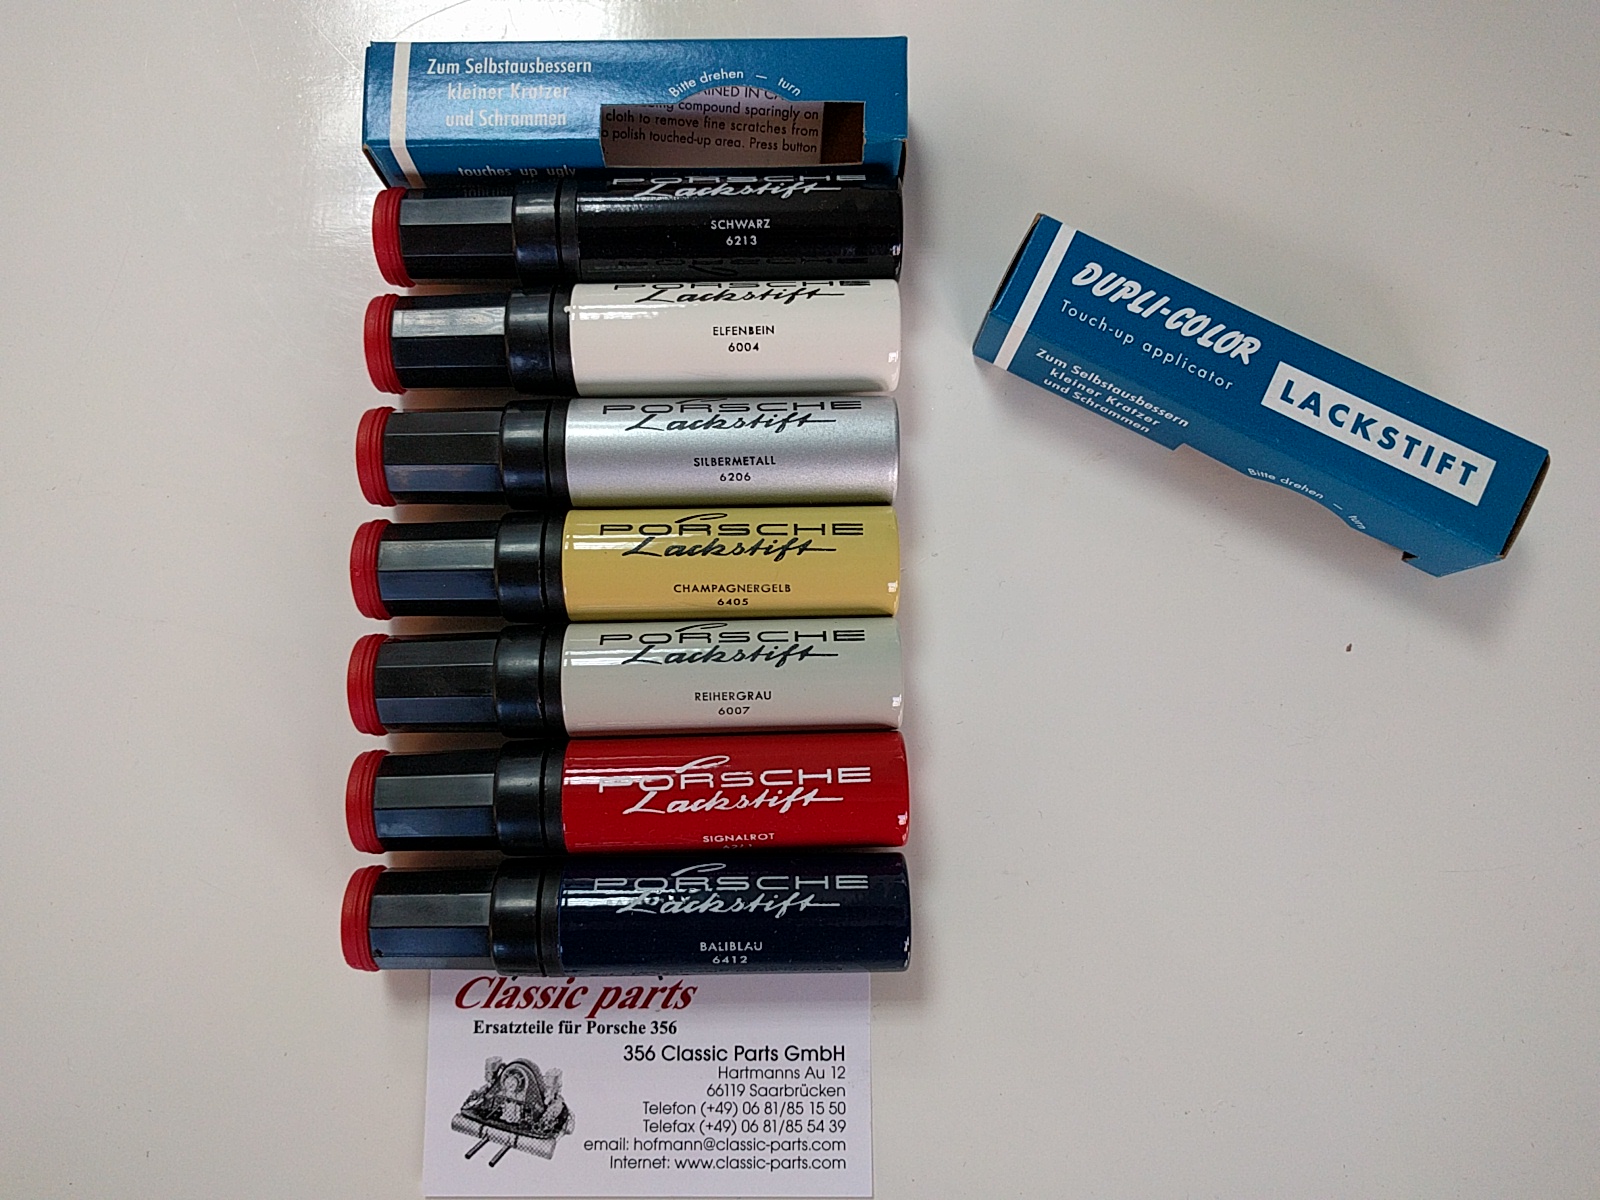 Zum Selbstausbessern
kleiner Kratzer
und Schrammen
Bitte drehen — turn
compound sparingly on
cloth to remove fine scratches from
polish touched-up area. Press button
touches up ugly
PORSCHE
Lackstift
SCHWARZ
6213
PORSCHE
Lackstift
ELFENBEIN
6004
PORSCHE
Lackstift
SILBERMETALL
6206
PORSCHE
Lackstift
CHAMPAGNERGELB
6405
PORSCHE
Lackstift
REIHERGRAU
6007
PORSCHE
Lackstift
SIGNALROT
PORSCHE
Lackstift
BALIBLAU
6412
DUPLI-COLOR
Touch-up applicator
LACKSTIFT
Zum Selbstausbessern
kleiner Kratzer
und Schrammen
Bitte drehen — turn
Classic parts
Ersatzteile für Porsche 356
356 Classic Parts GmbH
Hartmanns Au 12
66119 Saarbrücken
Telefon (+49) 06 81/85 15 50
Telefax (+49) 06 81/85 54 39
email: hofmann@classic-parts.com
Internet: www.classic-parts.com